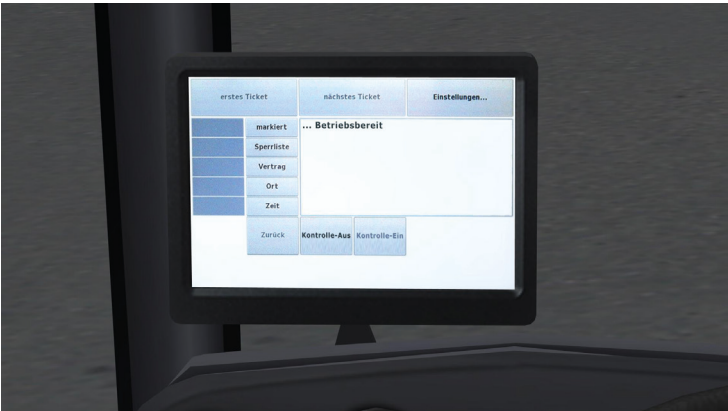 erstes Ticket
nächstes Ticket
Einstellungen...
markiert
... Betriebsbereit
Sperrliste
Vertrag
Ort
Zeit
Zurück
Kontrolle-Aus
Kontrolle-Ein